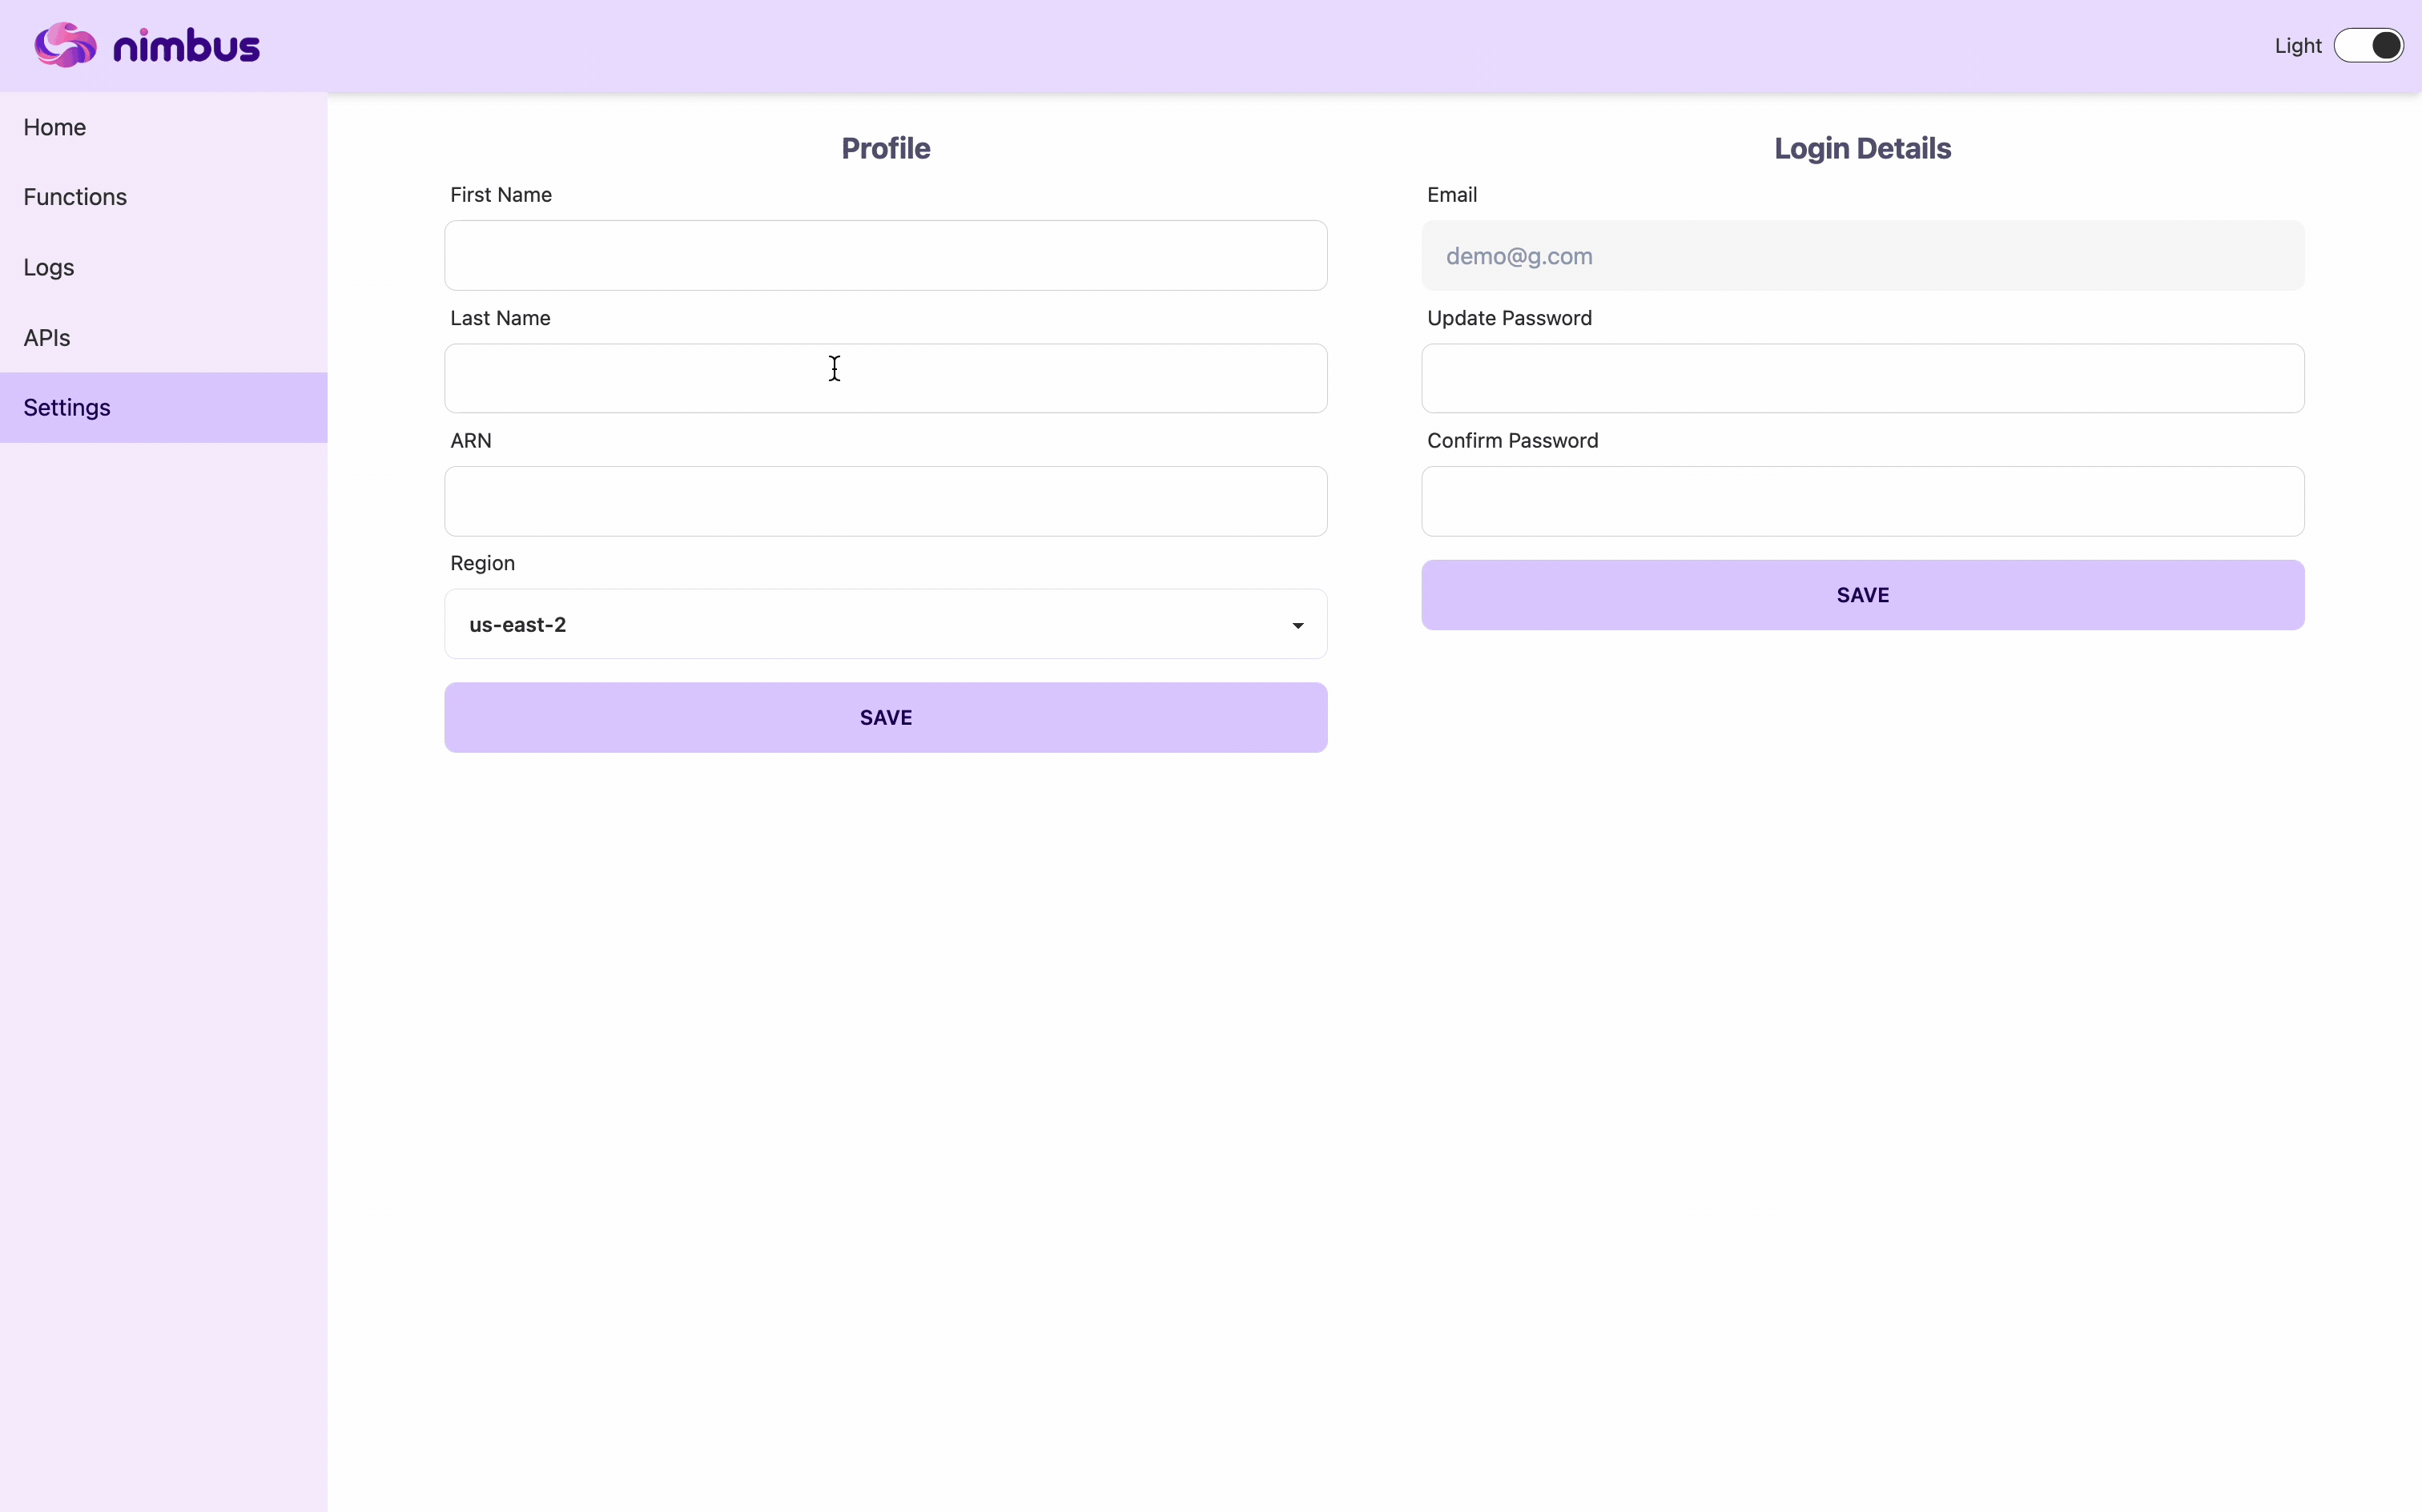 nimbus
Light
Home
Functions
Logs
APIs
Settings
Profile
First Name
Last Name
ARN
Region
us-east-2
SAVE
Login Details
Email
demo@g.com
Update Password
Confirm Password
SAVE